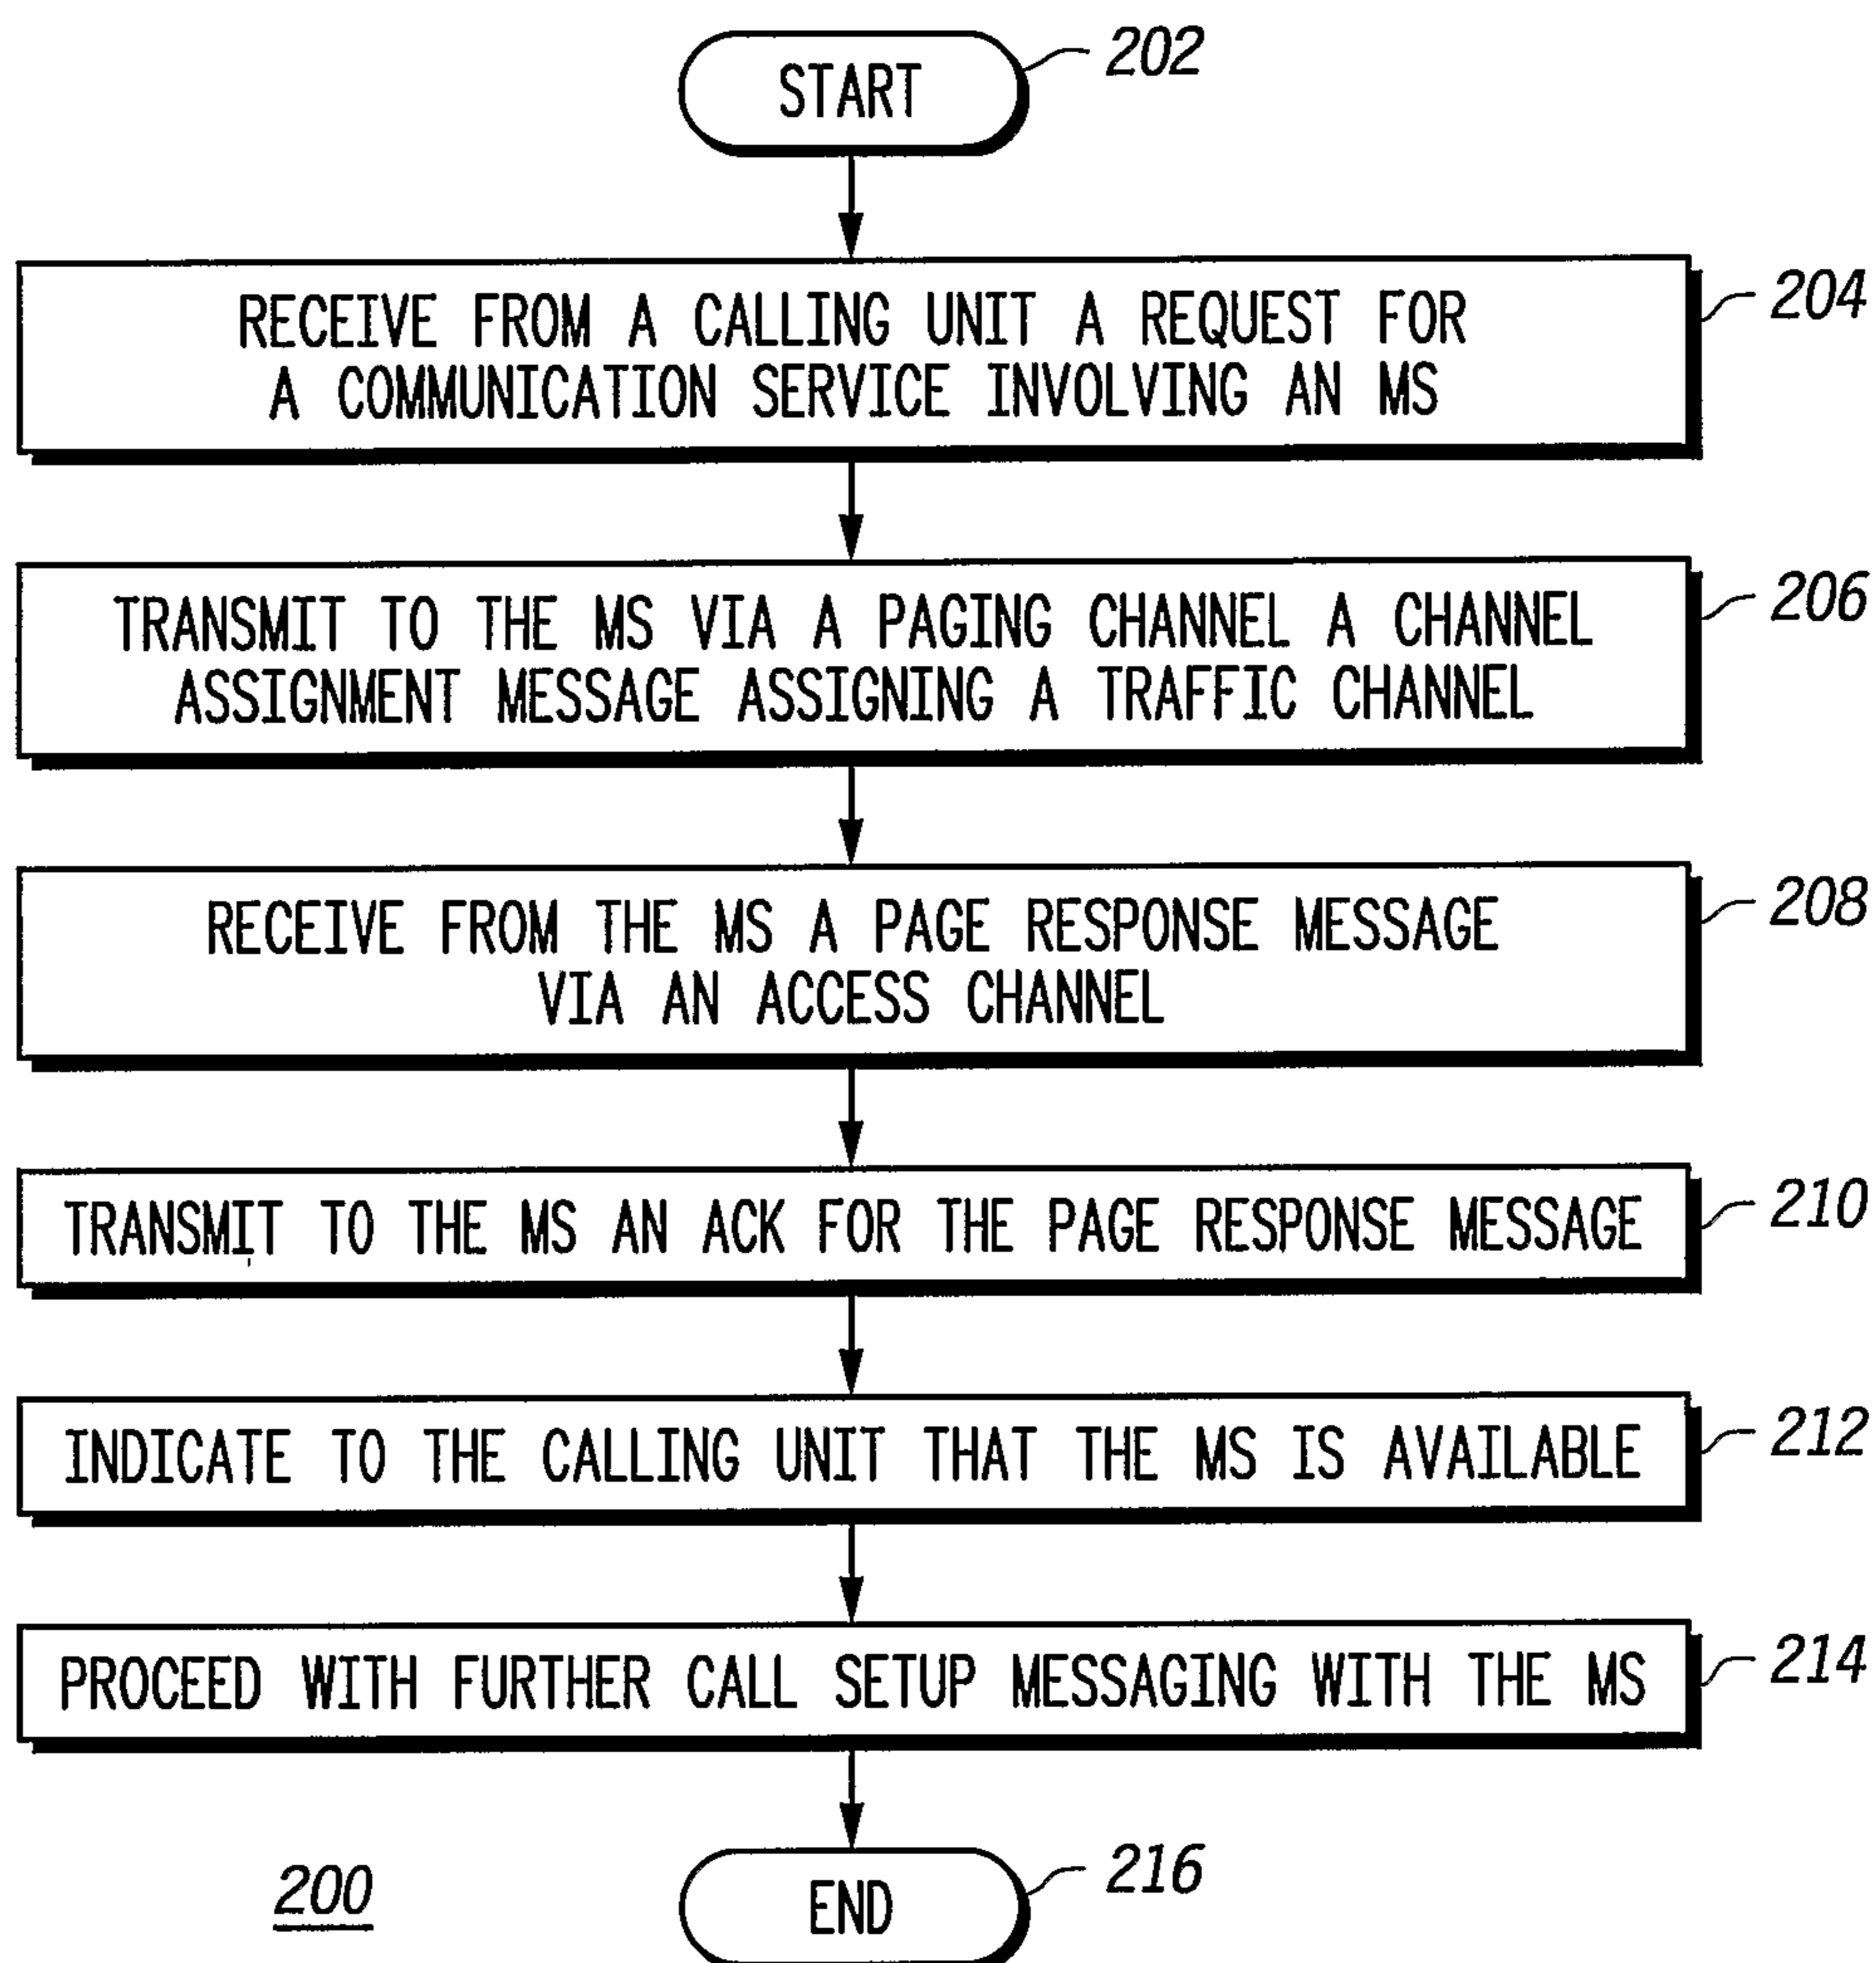 START
202
RECEIVE FROM A CALLING UNIT A REQUEST FOR
A COMMUNICATION SERVICE INVOLVING AN MS
204
TRANSMIT TO THE MS VIA A PAGING CHANNEL A CHANNEL
ASSIGNMENT MESSAGE ASSIGNING A TRAFFIC CHANNEL
206
RECEIVE FROM THE MS A PAGE RESPONSE MESSAGE
VIA AN ACCESS CHANNEL
208
TRANSMIT TO THE MS AN ACK FOR THE PAGE RESPONSE MESSAGE
210
INDICATE TO THE CALLING UNIT THAT THE MS IS AVAILABLE
212
PROCEED WITH FURTHER CALL SETUP MESSAGING WITH THE MS
214
200
END
216